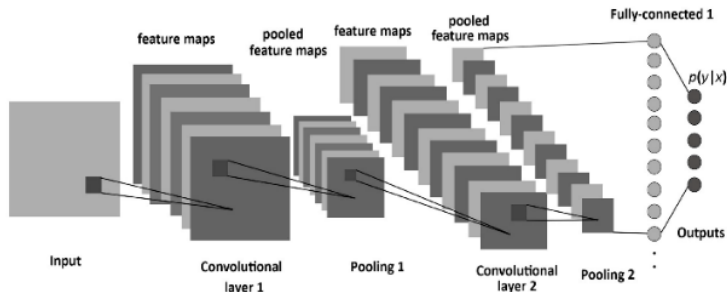 feature maps
pooled
feature maps
feature maps
pooled
feature maps
Fully-connected 1
p(y|x)
Input
Convolutional
layer 1
Pooling 1
Convolutional
layer 2
Pooling 2
Outputs